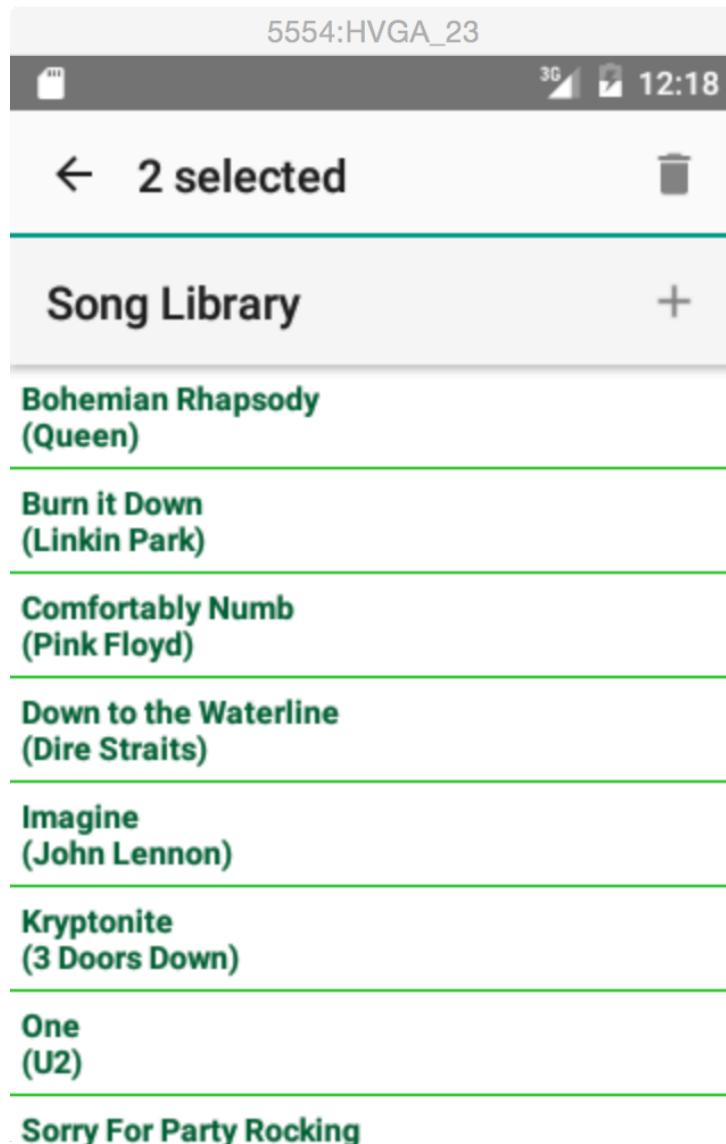 5554:HVGA_23
3G 12:18
2 selected
Song Library
Bohemian Rhapsody
(Queen)
Burn it Down
(Linkin Park)
Comfortably Numb
(Pink Floyd)
Down to the Waterline
(Dire Straits)
Imagine
(John Lennon)
Kryptonite
(3 Doors Down)
One
(U2)
Sorry For Party Rocking